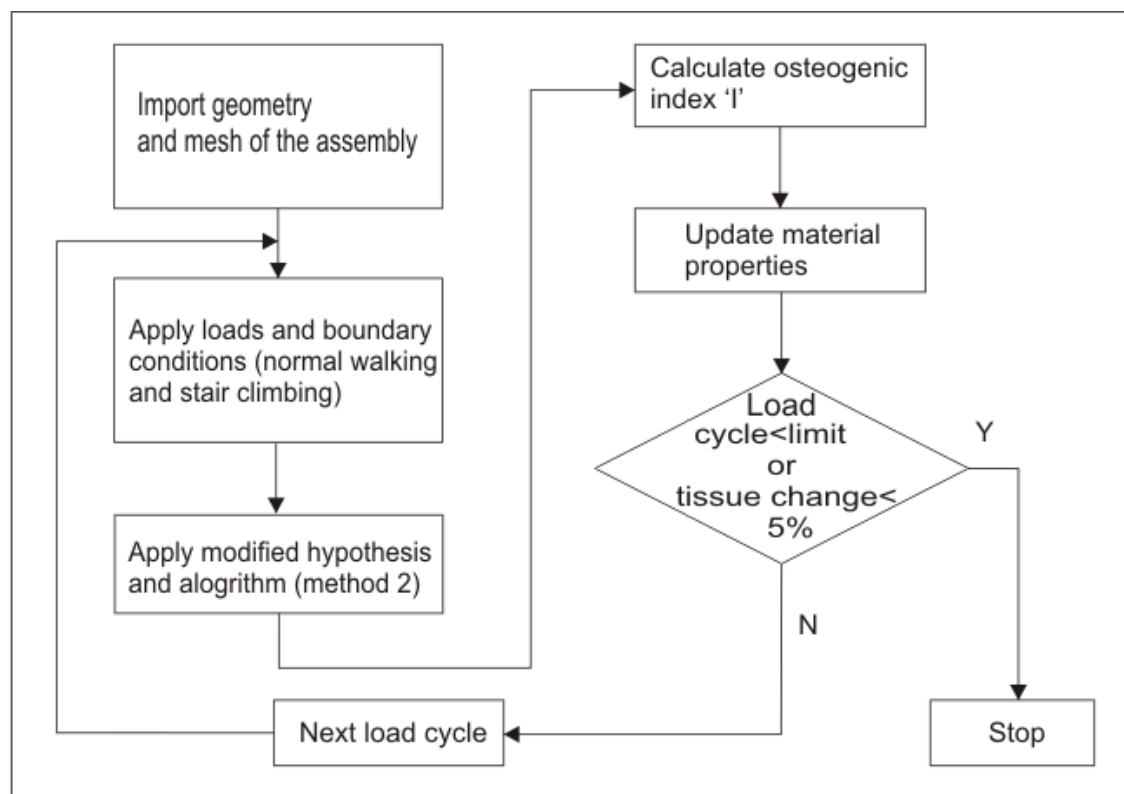 Import geometry
and mesh of the assembly
Apply loads and boundary
conditions (normal walking
and stair climbing)
Apply modified hypothesis
and alogrithm (method 2)
Calculate osteogenic
index ‘I’
Update material
properties
Load
cycle<limit
or
tissue change<
5%
Y
N
Next load cycle
Stop